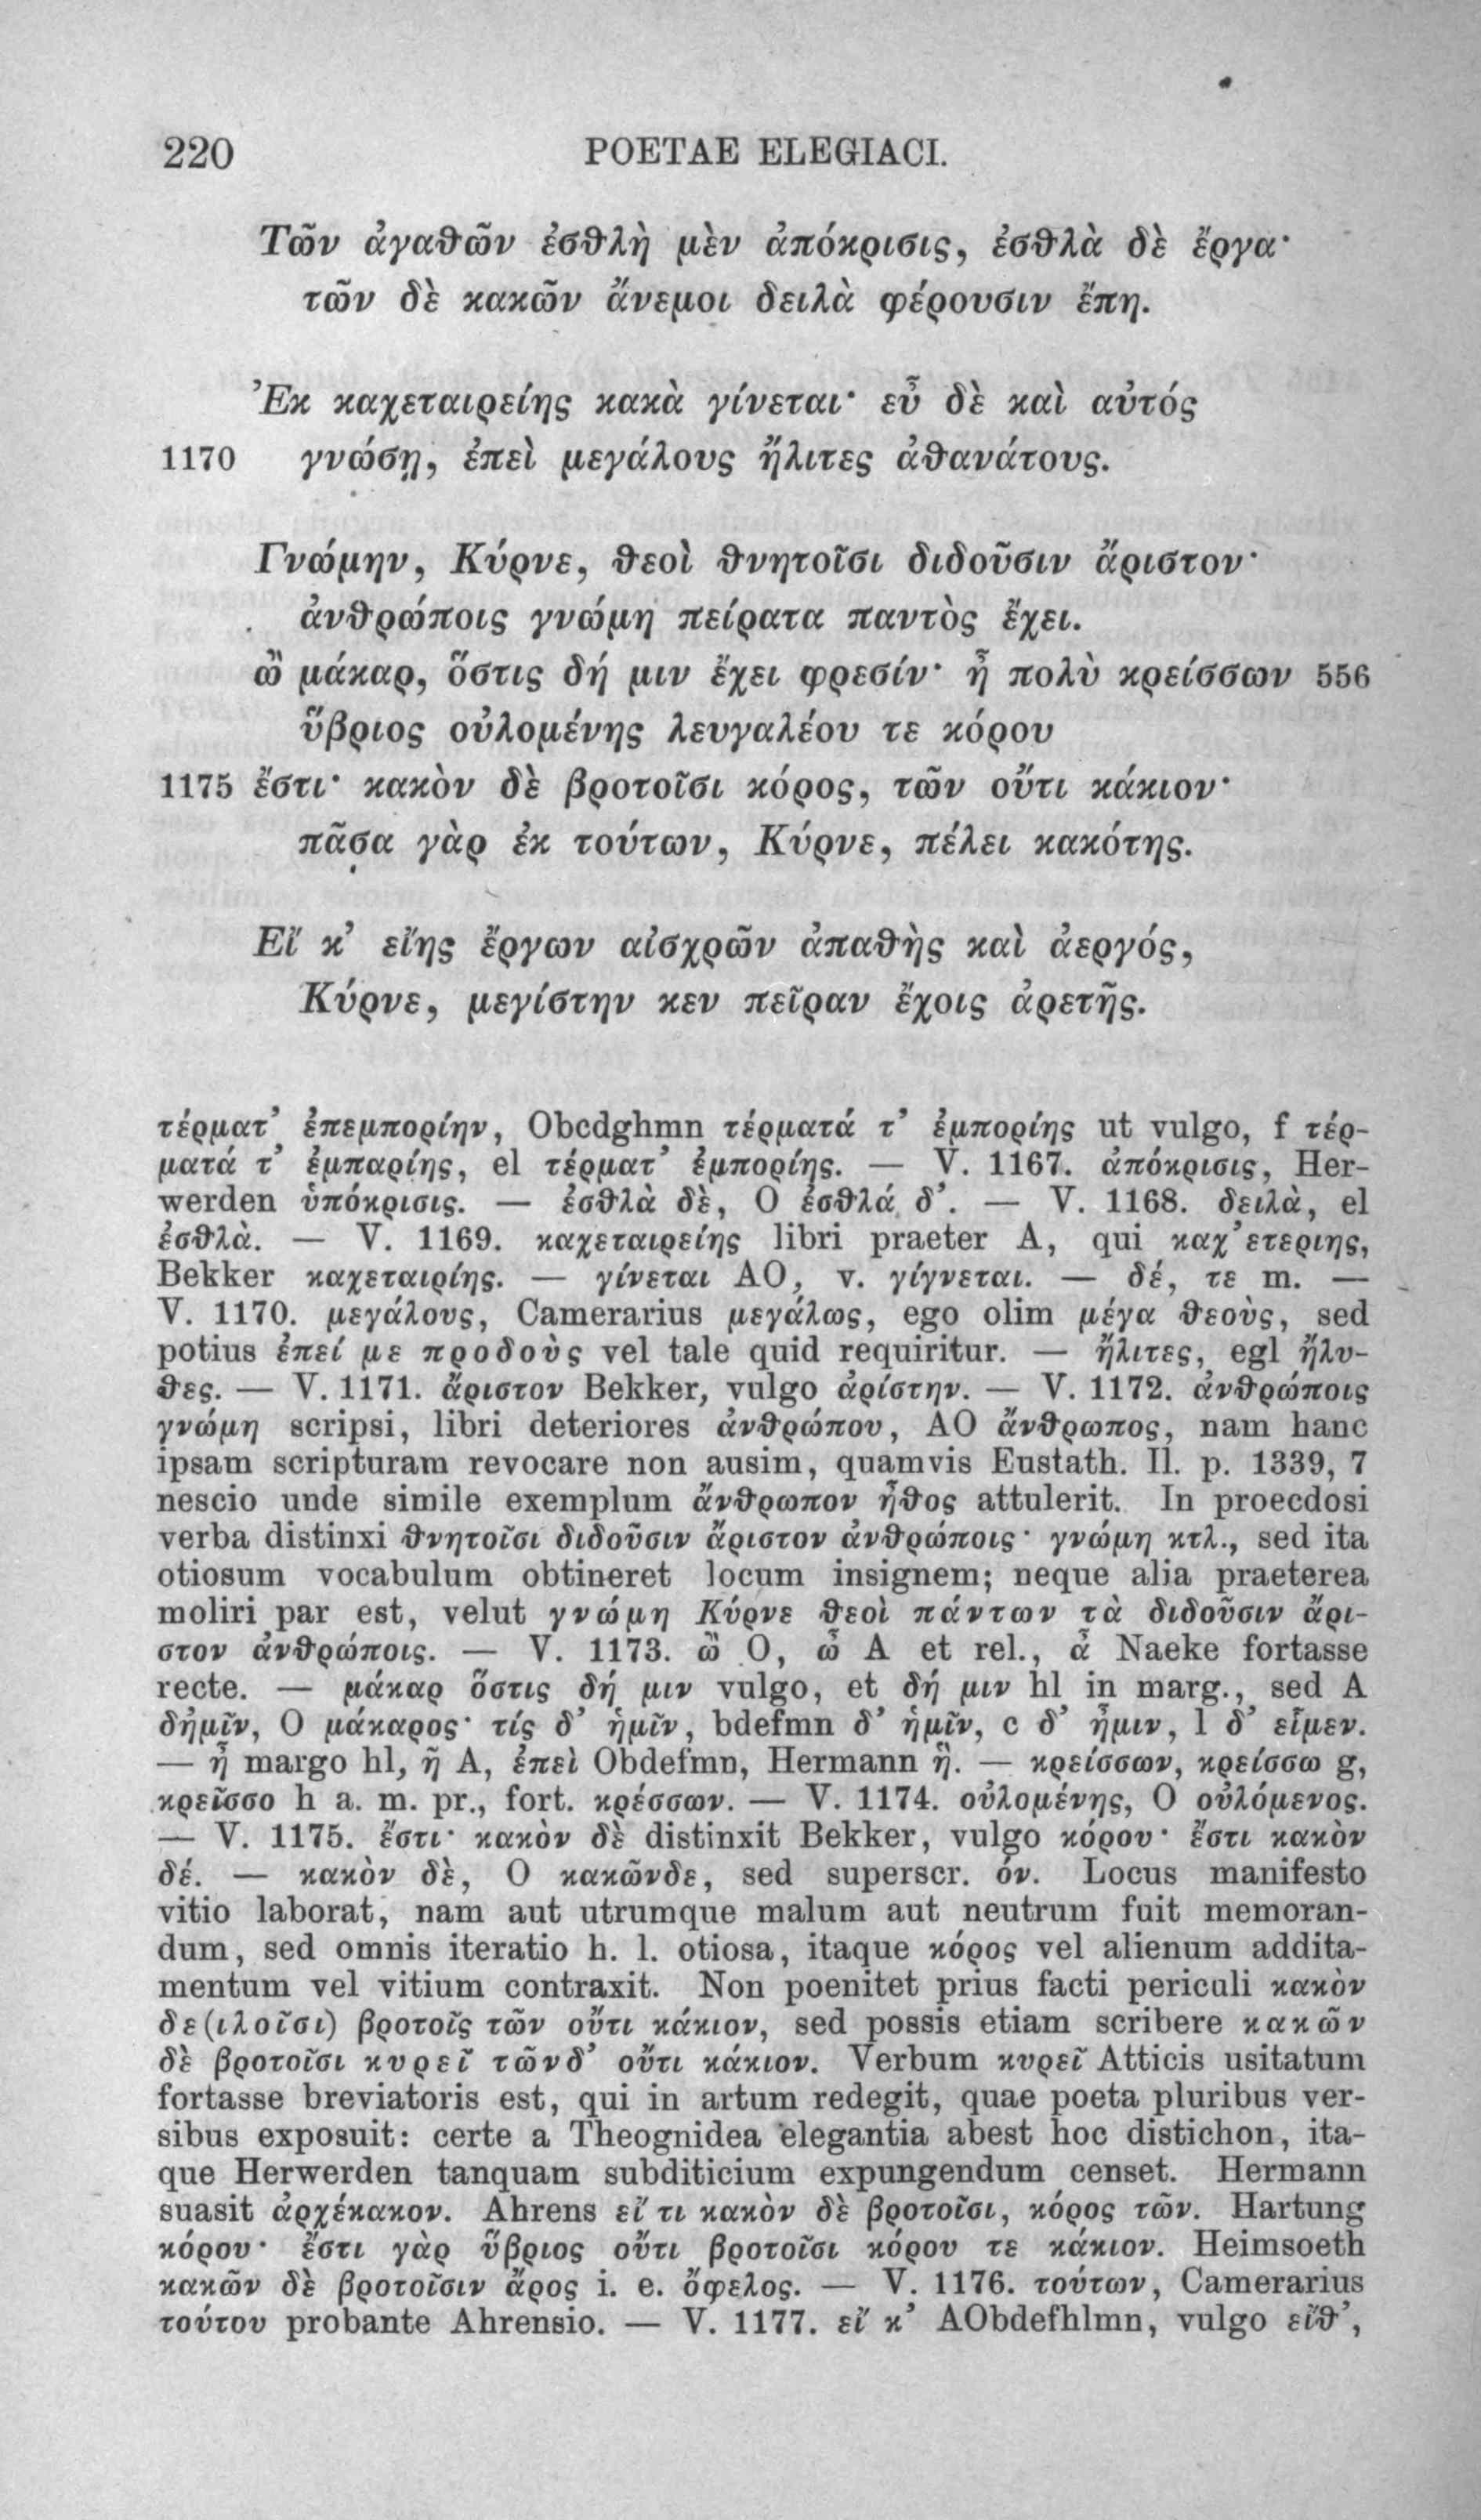 220 POETAE ELEGIACI.
Τῶν ἀγαθῶν ἐσθλὴ μὲν ἀπόκρισις, ἐσθλὰ δὲ ἔργα·
τῶν δὲ κακῶν ἄνεμοι δειλὰ φέρουσιν ἔπη.
Ἐκ καχεταιρείης κακὰ γίνεται· εὖ δὲ καὶ αὐτός
1170 γνώσῃ, ἐπεὶ μεγάλους ἤλιτες ἀθανάτους.
Γνώμην, Κύρνε, θεοὶ θνητοῖσι διδοῦσιν ἄριστον·
ἀνθρώποις γνώμη πείρατα παντὸς ἔχει.
ὢ μάκαρ, ὅστις δή μιν ἔχει φρεσίν· ἦ πολὺ κρείσσων 556
ὕβριος οὐλομένης λευγαλέου τε κόρου
1175 ἔστι· κακὸν δὲ βροτοῖσι κόρος, τῶν οὔτι κάκιον·
πᾶσα γὰρ ἐκ τούτων, Κύρνε, πέλει κακότης.
Εἴ κ’ εἴης ἔργων αἰσχρῶν ἀπαθὴς καὶ ἀεργός,
Κύρνε, μεγίστην κεν πεῖραν ἔχοις ἀρετῆς.
τέρματ’ ἐπεμπορίην, Obcdghmn τέρματά τ’ ἐμπορίης ut vulgo, f τέρ-
ματά τ’ ἐμπαρίης, el τέρματ’ ἐμπορίης. — V. 1167. ἀπόκρισις, Her-
werden ὑπόκρισις. — ἐσθλὰ δὲ, O ἐσθλά δ’. — V. 1168. δειλὰ, el
ἐσθλὰ. — V. 1169. καχεταιρείης libri praeter A, qui καχ’ετεριης,
Bekker καχεταιρίης. — γίνεται AO, v. γίγνεται. — δέ, τε m. —
V. 1170. μεγάλους, Camerarius μεγάλως, ego olim μέγα θεοὺς, sed
potius ἐπεί με προδοὺς vel tale quid requiritur. — ἤλιτες, egl ἤλυ-
θες. — V. 1171. ἄριστον Bekker, vulgo ἀρίστην. — V. 1172. ἀνθρώποις
γνώμη scripsi, libri deteriores ἀνθρώπου, AO ἄνθρωπος, nam hanc
ipsam scripturam revocare non ausim, quamvis Eustath. Il. p. 1339, 7
nescio unde simile exemplum ἄνθρωπον ἦθος attulerit. In proecdosi
verba distinxi θνητοῖσι διδοῦσιν ἄριστον ἀνθρώποις· γνώμη κτλ., sed ita
otiosum vocabulum obtineret locum insignem; neque alia praeterea
moliri par est, velut γνώμη Κύρνε θεοὶ πάντων τὰ διδοῦσιν ἄρι-
στον ἀνθρώποις. — V. 1173. ὢ O, ὦ A et rel., ἆ Naeke fortasse
recte. — μάκαρ ὅστις δή μιν vulgo, et δή μιν hl in marg., sed A
δἠμῖν, O μάκαρος· τίς δ’ ἡμῖν, bdefmn δ’ ἡμῖν, c δ’ ἧμιν, l δ’ εἶμεν.
— ἦ margo hl, ῆ A, ἐπεὶ Obdefmn, Hermann ἥ. — κρείσσων, κρείσσω g,
κρεῖσσο h a. m. pr., fort. κρέσσων. — V. 1174. οὐλομένης, O οὐλόμενος.
— V. 1175. ἔστι· κακὸν δὲ distinxit Bekker, vulgo κόρου· ἔστι κακὸν
δέ. — κακὸν δὲ, O κακῶνδε, sed superscr. όν. Locus manifesto
vitio laborat, nam aut utrumque malum aut neutrum fuit memoran-
dum, sed omnis iteratio h. l. otiosa, itaque κόρος vel alienum addita-
mentum vel vitium contraxit. Non poenitet prius facti periculi κακὸν
δε(ιλοῖσι) βροτοῖς τῶν οὔτι κάκιον, sed possis etiam scribere κακῶν
δὲ βροτοῖσι κυρεῖ τῶνδ’ οὔτι κάκιον. Verbum κυρεῖ Atticis usitatum
fortasse breviatoris est, qui in artum redegit, quae poeta pluribus ver-
sibus exposuit: certe a Theognidea elegantia abest hoc distichon, ita-
que Herwerden tanquam subditicium expungendum censet. Hermann
suasit ἀρχέκακον. Ahrens εἴ τι κακὸν δὲ βροτοῖσι, κόρος τῶν. Hartung
κόρου· ἔστι γὰρ ὕβριος οὔτι βροτοῖσι κόρου τε κάκιον. Heimsoeth
κακῶν δὲ βροτοῖσιν ἄρος i. e. ὄφελος. — V. 1176. τούτων, Camerarius
τούτου probante Ahrensio. — V. 1177. εἴ κ’ AObdefhlmn, vulgo εἴθ’,